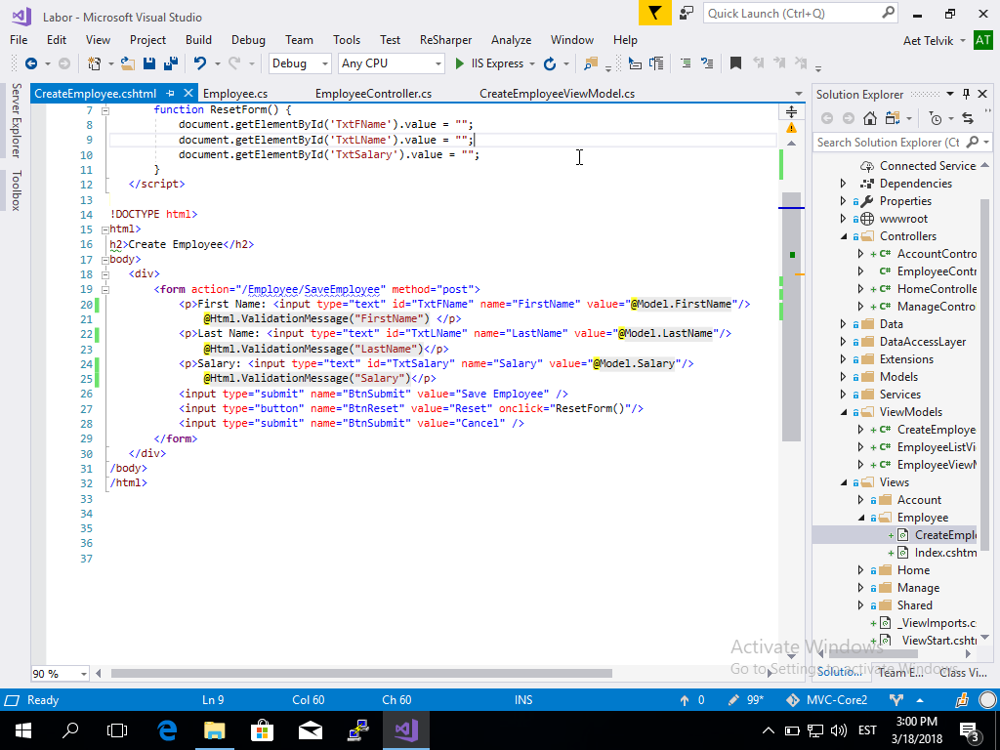 Labor - Microsoft Visual Studio
Quick Launch (Ctrl+Q)
File Edit View Project Build Debug Team Tools Test ReSharper Analyze Window Help
Aet Telvik
AT
Debug
Any CPU
IIS Express
Server Explorer
Toolbox
CreateEmployee.cshtml
Employee.cs
EmployeeController.cs
CreateEmployeeViewModel.cs
7 function ResetForm() {
8 document.getElementById('TxtFName').value = "";
9 document.getElementById('TxtLName').value = "";
10 document.getElementById('TxtSalary').value = "";
11 }
12 </script>
13
14 !DOCTYPE html>
15 html>
16 h2>Create Employee</h2>
17 body>
18 <div>
19 <form action="/Employee/SaveEmployee" method="post">
20 <p>First Name: <input type="text" id="TxtFName" name="FirstName" value="@Model.FirstName"/>
21 @Html.ValidationMessage("FirstName") </p>
22 <p>Last Name: <input type="text" id="TxtLName" name="LastName" value="@Model.LastName"/>
23 @Html.ValidationMessage("LastName")</p>
24 <p>Salary: <input type="text" id="TxtSalary" name="Salary" value="@Model.Salary"/>
25 @Html.ValidationMessage("Salary")</p>
26 <input type="submit" name="BtnSubmit" value="Save Employee" />
27 <input type="button" name="BtnReset" value="Reset" onclick="ResetForm()"/>
28 <input type="submit" name="BtnSubmit" value="Cancel" />
29 </form>
30 </div>
31 /body>
32 /html>
33
34
35
36
37
90 %
Solution Explorer
Search Solution Explorer (Ct
Connected Service
Dependencies
Properties
wwwroot
Controllers
C# AccountContro
C# EmployeeContr
C# HomeControlle
C# ManageContro
Data
DataAccessLayer
Extensions
Models
Services
ViewModels
C# CreateEmploye
C# EmployeeListVi
C# EmployeeViewM
Views
Account
Employee
CreateEmpl
Index.cshtm
Home
Manage
Shared
_ViewImports.c
ViewStart.cshtr
Activate Windows
Go to Settings to activate Windows.
Solutio...
Team E...
Class Vi...
Ready
Ln 9
Col 60
Ch 60
INS
0
99*
MVC-Core2
EST
3:00 PM
3/18/2018
3